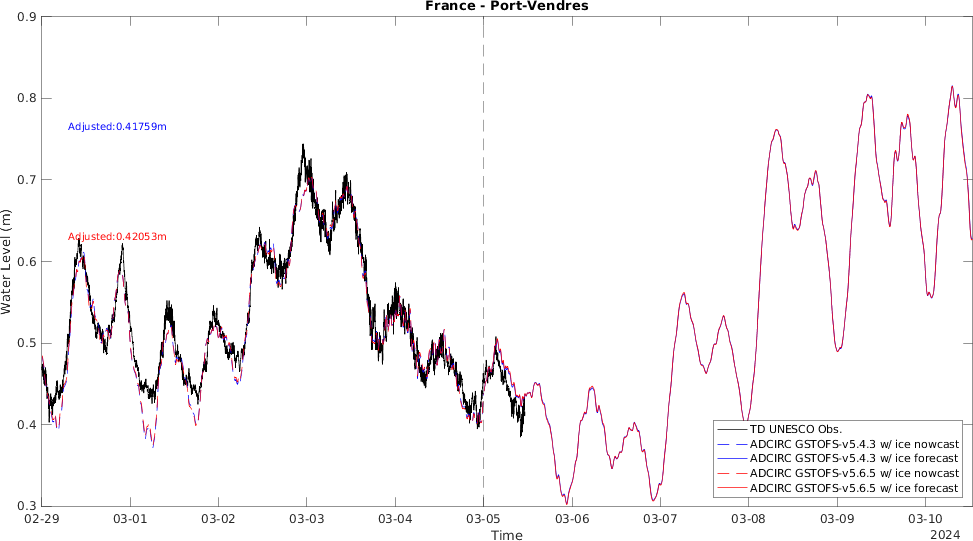 France - Port-Vendres
0.9
0.8
0.7
0.6
0.5
0.4
0.3
Water Level (m)
Adjusted:0.41759m
Adjusted:0.42053m
TD UNESCO Obs.
ADCIRC GSTOFS-v5.4.3 w/ ice nowcast
ADCIRC GSTOFS-v5.4.3 w/ ice forecast
ADCIRC GSTOFS-v5.6.5 w/ ice nowcast
ADCIRC GSTOFS-v5.6.5 w/ ice forecast
02-29 03-01 03-02 03-03 03-04 03-05 03-06 03-07 03-08 03-09 03-10
Time
2024